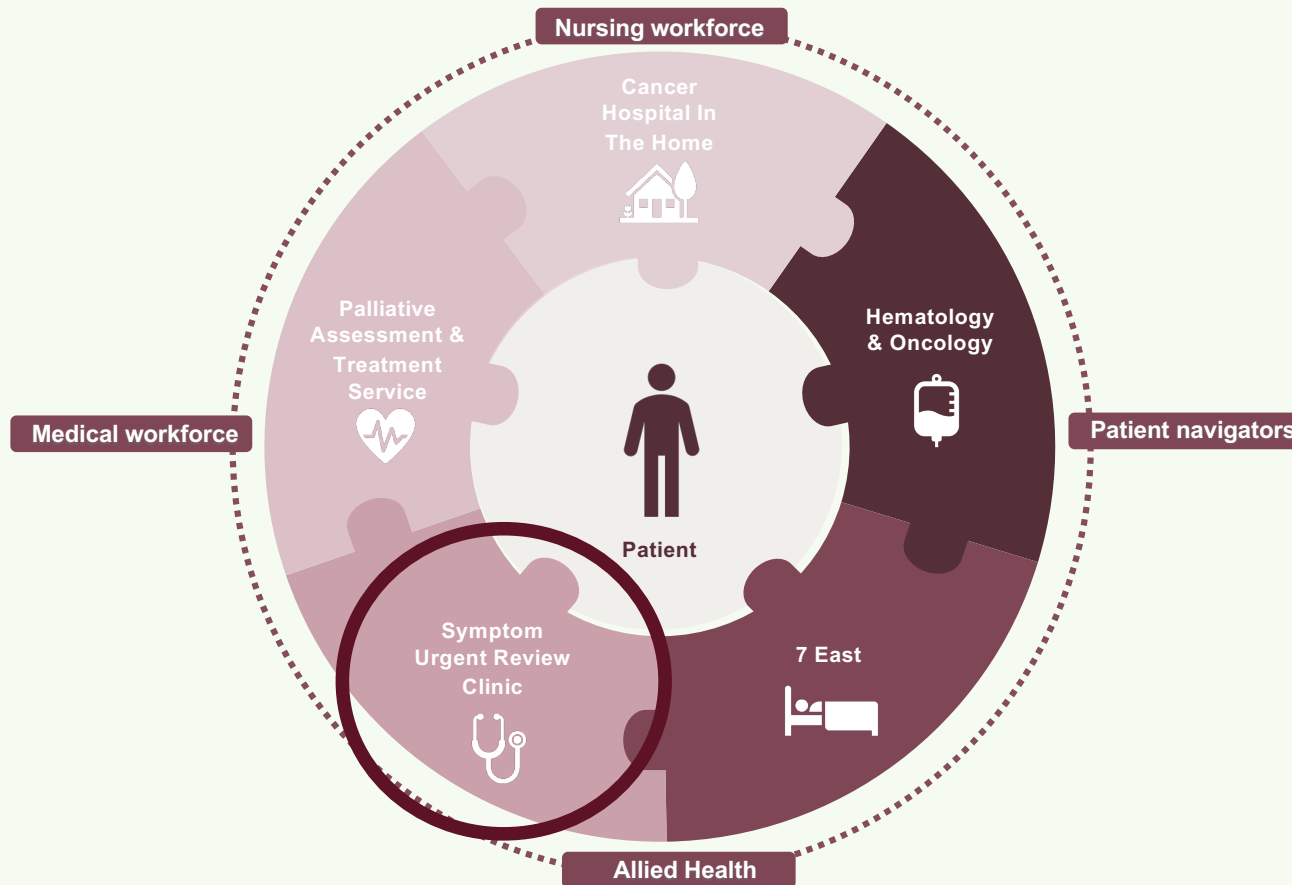 Nursing workforce
Cancer
Hospital In
The Home
Palliative
Assessment &
Treatment
Service
Hematology
& Oncology
Medical workforce
Patient navigators
Patient
Symptom
Urgent Review
Clinic
7 East
Allied Health